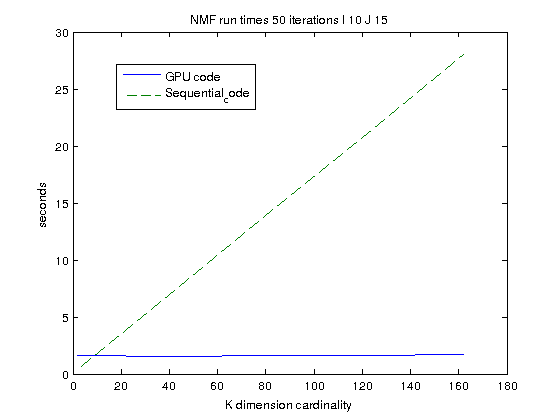 NMF run times 50 iterations I 10 J 15
30
25
20
15
10
5
0
seconds
GPU code
Sequential_code
0 20 40 60 80 100 120 140 160 180
K dimension cardinality